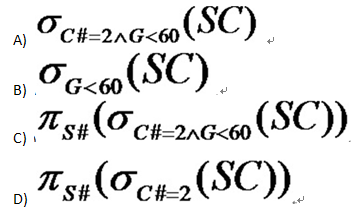 A) σ_{C#=2∧G<60}(SC) ↵
B) σ_{G<60}(SC) ↵
C) π_{S#}(σ_{C#=2∧G<60}(SC))
D) π_{S#}(σ_{C#=2}(SC)) ↵